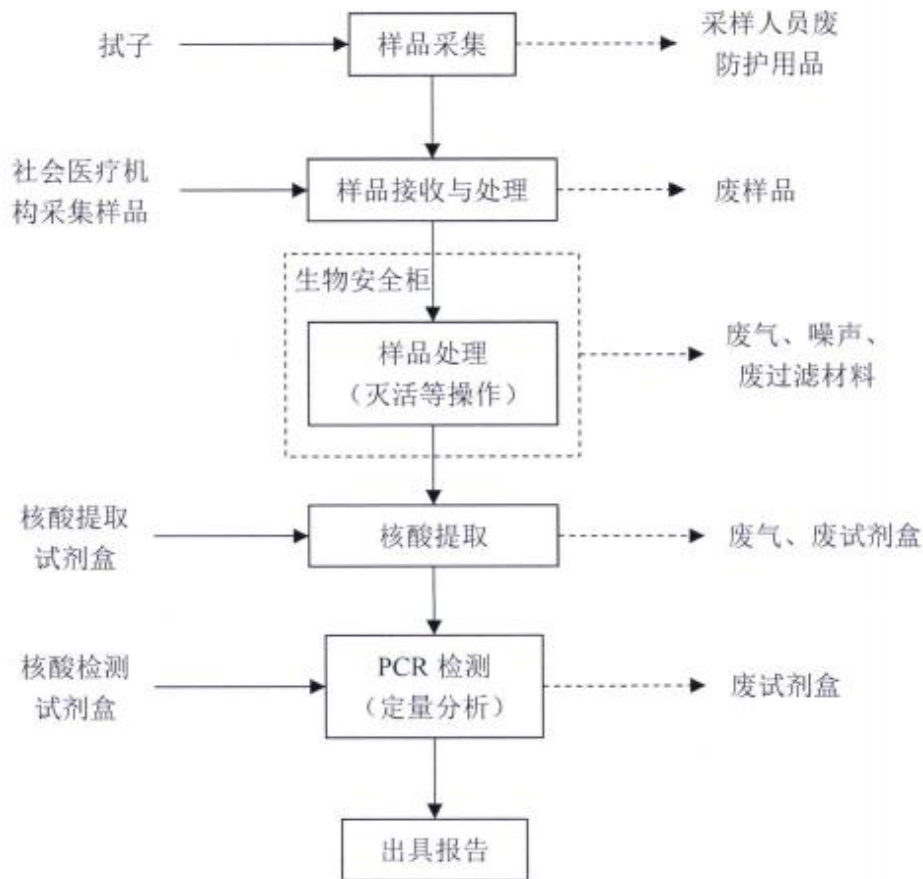 拭子
样品采集
采样人员废
防护用品
社会医疗机
构采集样品
样品接收与处理
废样品
生物安全柜
样品处理
（灭活等操作）
废气、噪声、
废过滤材料
核酸提取
试剂盒
核酸提取
废气、废试剂盒
核酸检测
试剂盒
PCR 检测
（定量分析）
废试剂盒
出具报告